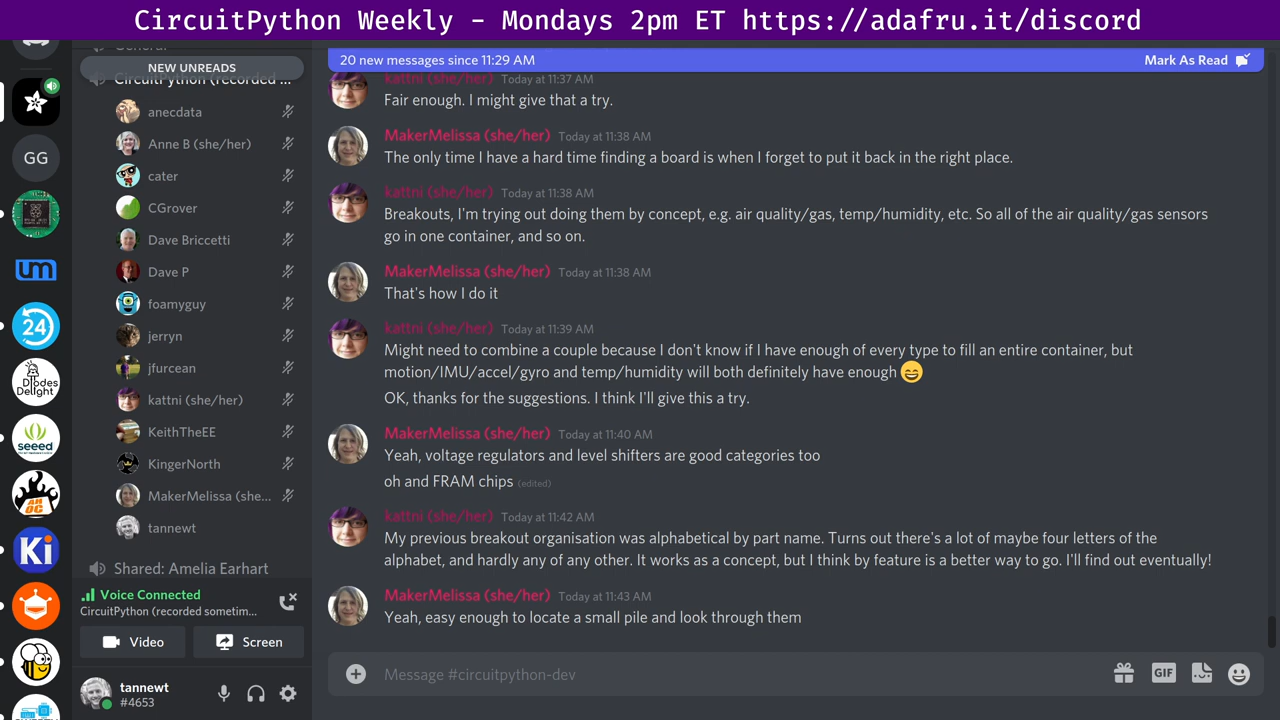 CircuitPython Weekly - Mondays 2pm ET https://adafru.it/discord
General
NEW UNREADS
CircuitPython (recorded ...
anecdata
Anne B (she/her)
cater
CGrover
Dave Briccetti
Dave P
foamyguy
jerryn
jfurcean
kattni (she/her)
KeithTheEE
KingerNorth
MakerMelissa (she...
tannewt
Shared: Amelia Earhart
Voice Connected
CircuitPython (recorded sometim...
Video
Screen
tannewt
#4653
GG
UM
24
Diodes
Delight
seeed
AHOC
Ki
20 new messages since 11:29 AM
Mark As Read
kattni (she/her) Today at 11:37 AM
Fair enough. I might give that a try.
MakerMelissa (she/her) Today at 11:38 AM
The only time I have a hard time finding a board is when I forget to put it back in the right place.
kattni (she/her) Today at 11:38 AM
Breakouts, I'm trying out doing them by concept, e.g. air quality/gas, temp/humidity, etc. So all of the air quality/gas sensors
go in one container, and so on.
MakerMelissa (she/her) Today at 11:38 AM
That's how I do it
kattni (she/her) Today at 11:39 AM
Might need to combine a couple because I don't know if I have enough of every type to fill an entire container, but
motion/IMU/accel/gyro and temp/humidity will both definitely have enough 😄
OK, thanks for the suggestions. I think I'll give this a try.
MakerMelissa (she/her) Today at 11:40 AM
Yeah, voltage regulators and level shifters are good categories too
oh and FRAM chips (edited)
kattni (she/her) Today at 11:42 AM
My previous breakout organisation was alphabetical by part name. Turns out there's a lot of maybe four letters of the
alphabet, and hardly any of any other. It works as a concept, but I think by feature is a better way to go. I'll find out eventually!
MakerMelissa (she/her) Today at 11:43 AM
Yeah, easy enough to locate a small pile and look through them
Message #circuitpython-dev
GIF